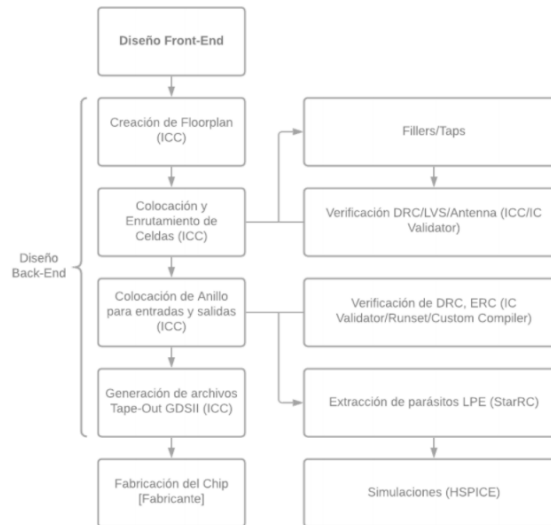 Diseño Front-End
Diseño
Back-End
Creación de Floorplan
(ICC)
Fillers/Taps
Colocación y
Enrutamiento de
Celdas (ICC)
Verificación DRC/LVS/Antenna (ICC/IC
Validator)
Colocación de Anillo
para entradas y salidas
(ICC)
Verificación de DRC, ERC (IC
Validator/Runset/Custom Compiler)
Generación de archivos
Tape-Out GDSII (ICC)
Extracción de parásitos LPE (StarRC)
Fabricación del Chip
[Fabricante]
Simulaciones (HSPICE)